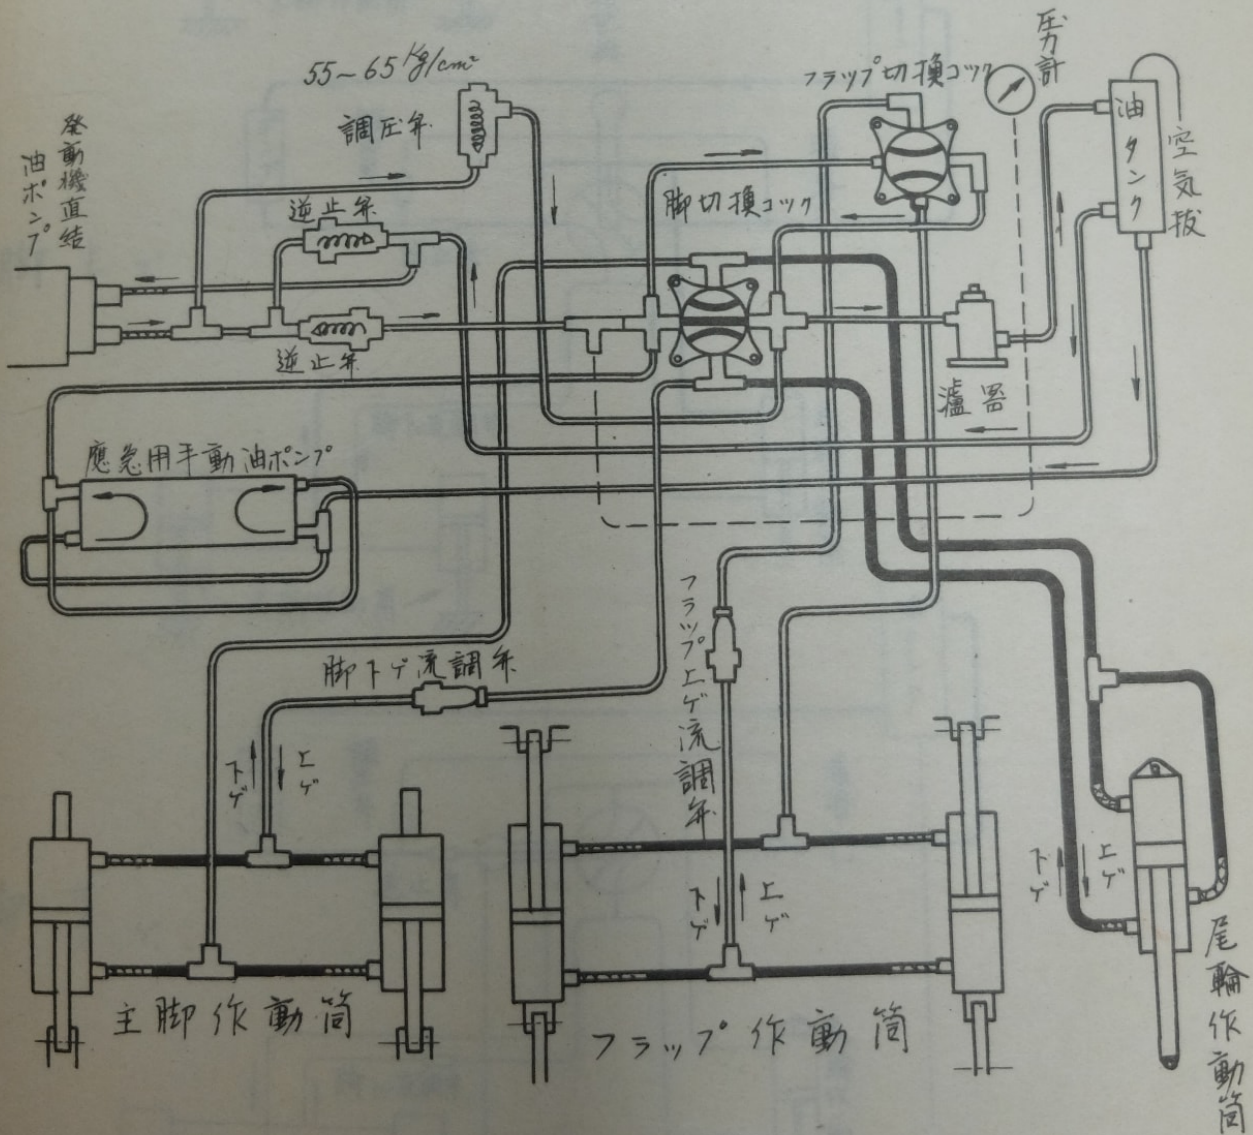 55~65 Kg/cm²
調圧弁
発動機直結
油ポンプ
逆止弁
逆止弁
フラップ切換コック
圧力計
油タンク
空気抜
脚切換コック
濾器
應急用手動油ポンプ
脚下ゲ流調弁
フラップ上ゲ流調弁
下ゲ
上ゲ
下ゲ
上ゲ
下ゲ
上ゲ
主脚作動筒
フラップ作動筒
尾輪作動筒